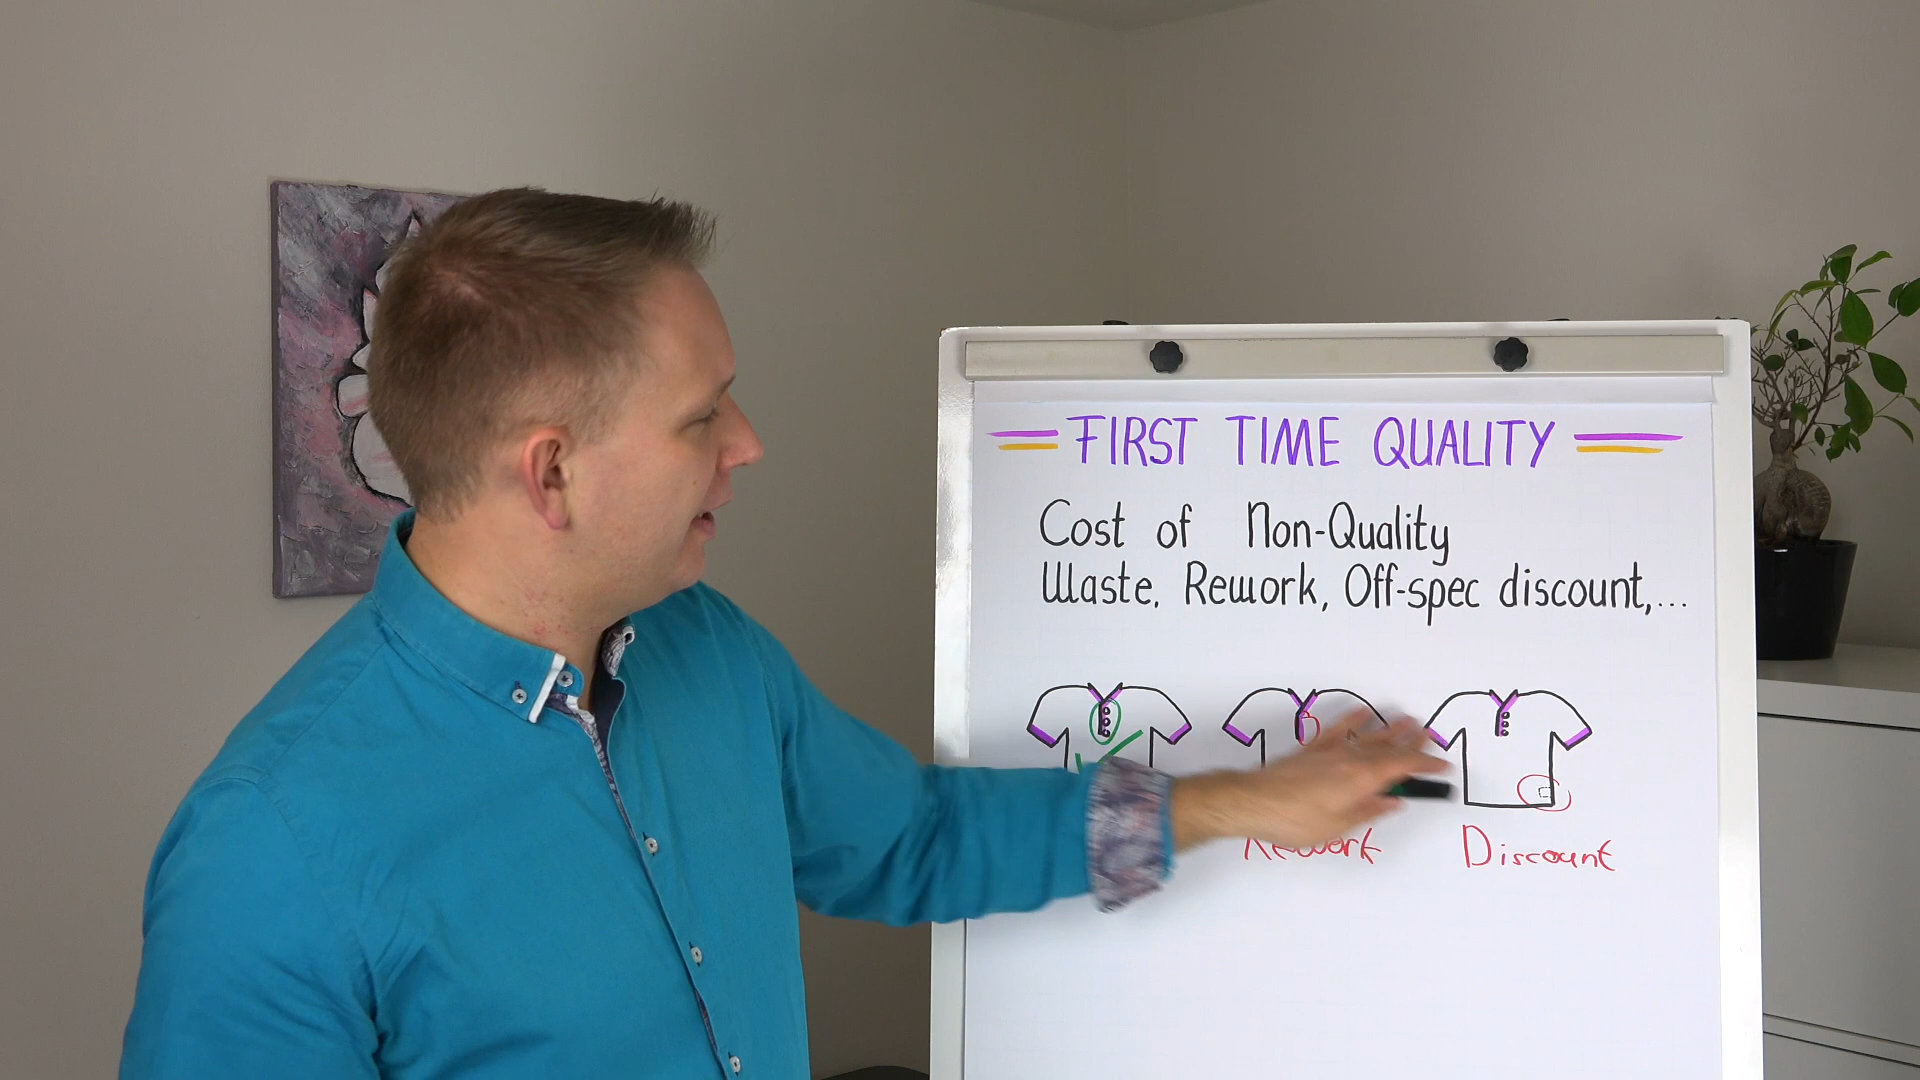 FIRST TIME QUALITY
Cost of Non-Quality
Waste, Rework, Off-spec discount,...
Rework Discount